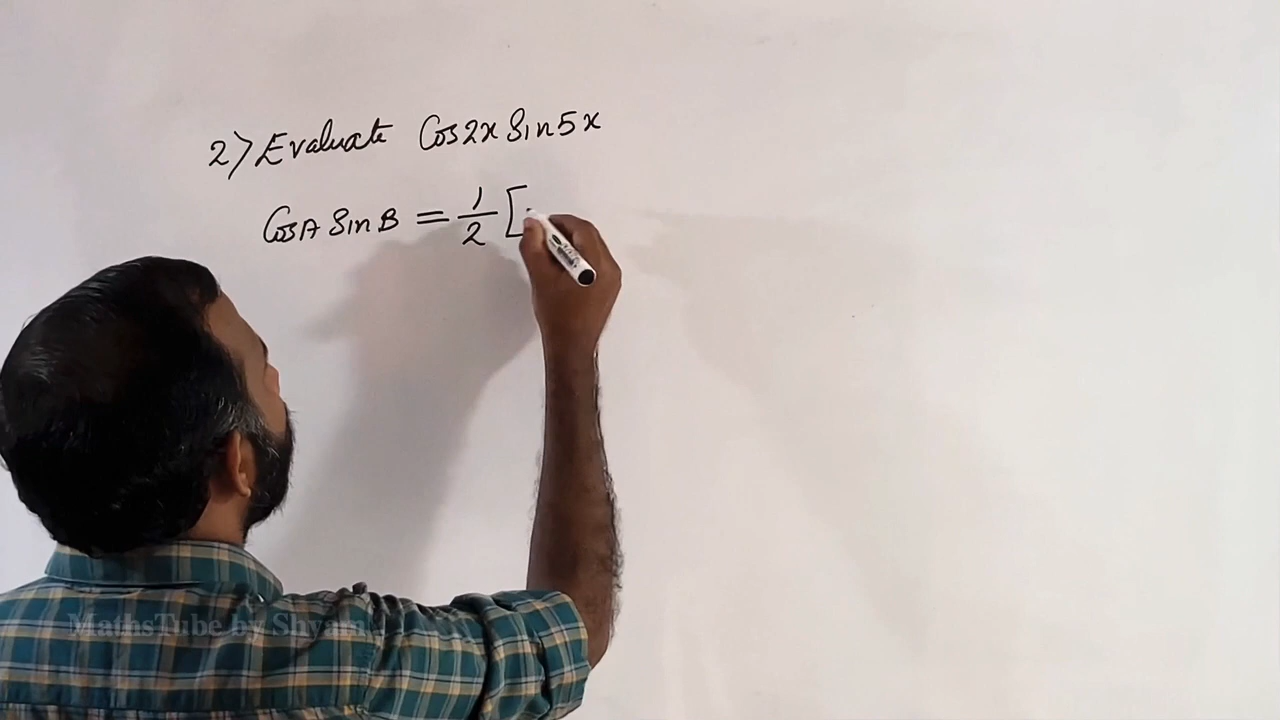 2) Evaluate Cos2x Sin5x
CosA SinB = 1/2 [
MathsTube by Shyam